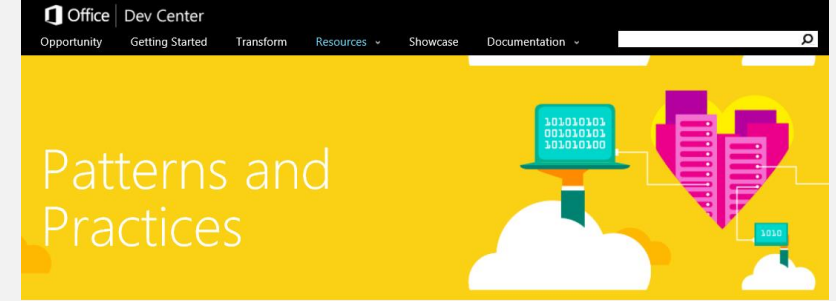 Office Dev Center
Opportunity Getting Started Transform Resources Showcase Documentation
Patterns and
Practices
101010101
001010101
101010100
1010